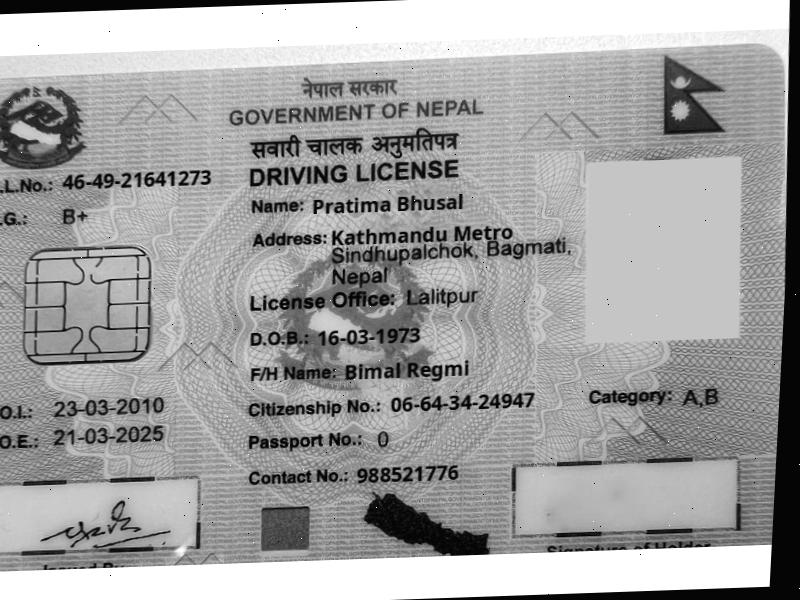 नेपाल सरकार
GOVERNMENT OF NEPAL
सवारी चालक अनुमतिपत्र
DRIVING LICENSE
.L.No.: 46-49-21641273
.G.: B+
Name: Pratima Bhusal
Address: Kathmandu Metro
Sindhupalchok, Bagmati,
Nepal
License Office: Lalitpur
D.O.B.: 16-03-1973
F/H Name: Bimal Regmi
.O.I.: 23-03-2010
Citizenship No.: 06-64-34-24947
Category: A,B
.O.E.: 21-03-2025
Passport No.: 0
Contact No.: 988521776
Issued By
Signature of Holder